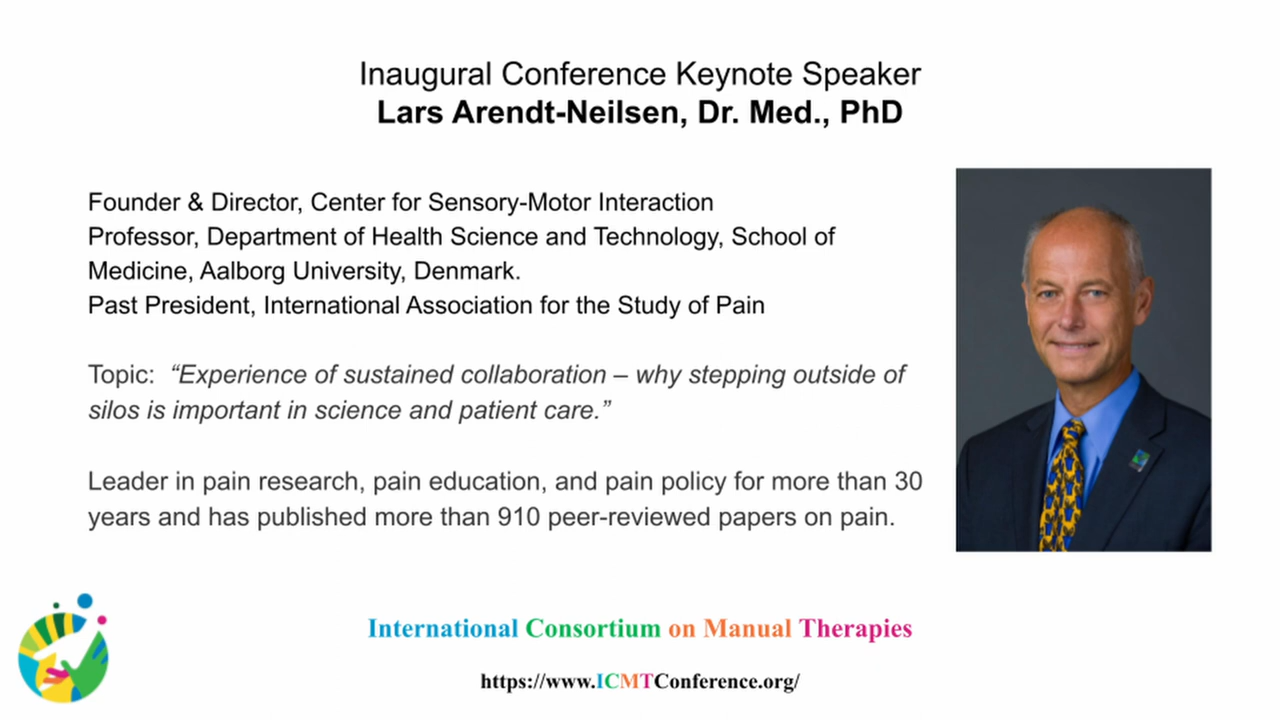 Inaugural Conference Keynote Speaker
Lars Arendt-Neilsen, Dr. Med., PhD
Founder & Director, Center for Sensory-Motor Interaction
Professor, Department of Health Science and Technology, School of
Medicine, Aalborg University, Denmark.
Past President, International Association for the Study of Pain
Topic: “Experience of sustained collaboration – why stepping outside of
silos is important in science and patient care.”
Leader in pain research, pain education, and pain policy for more than 30
years and has published more than 910 peer-reviewed papers on pain.
International Consortium on Manual Therapies
https://www.ICMTConference.org/